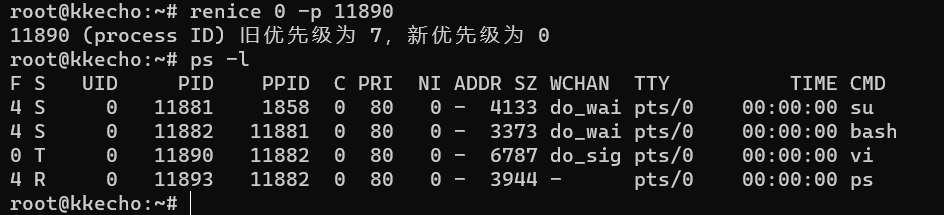 root@kkecho:~# renice 0 -p 11890
11890 (process ID) 旧优先级为 7，新优先级为 0
root@kkecho:~# ps -l
F S   UID     PID    PPID  C PRI  NI ADDR SZ WCHAN  TTY          TIME CMD
4 S     0   11881    1858  0  80   0 -  4133 do_wai pts/0    00:00:00 su
4 S     0   11882   11881  0  80   0 -  3373 do_wai pts/0    00:00:00 bash
0 T     0   11890   11882  0  80   0 -  6787 do_sig pts/0    00:00:00 vi
4 R     0   11893   11882  0  80   0 -  3944 -      pts/0    00:00:00 ps
root@kkecho:~#